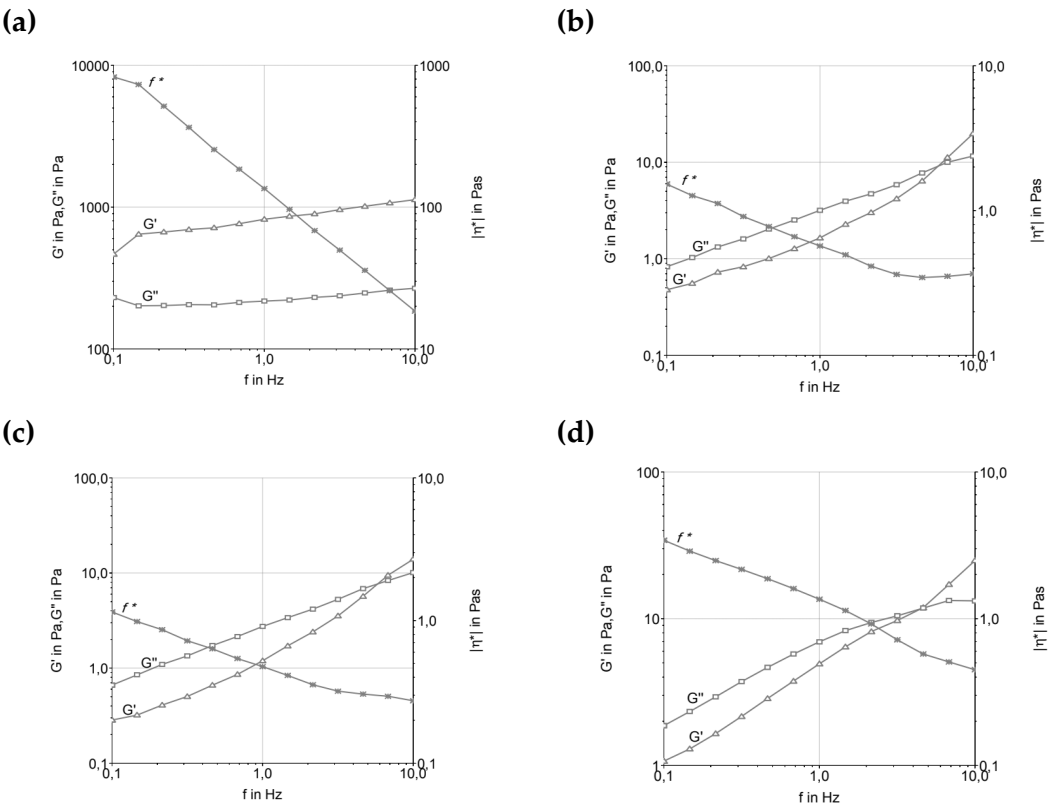 (a)
10000
1000
100
0,1
1,0
10,0
f in Hz
G' in Pa,G" in Pa
1000
100
10
|η*| in Pas
f *
G'
G"
(b)
100,0
10,0
1,0
0,1
0,1
1,0
10,0
f in Hz
G' in Pa,G" in Pa
10,0
1,0
0,1
|η*| in Pas
f *
G"
G'
(c)
100,0
10,0
1,0
0,1
0,1
1,0
10,0
f in Hz
G' in Pa,G" in Pa
10,0
1,0
0,1
|η*| in Pas
f *
G"
G'
(d)
100
10
1
0,1
1,0
10,0
f in Hz
G' in Pa,G" in Pa
10,0
1,0
0,1
|η*| in Pas
f *
G"
G'